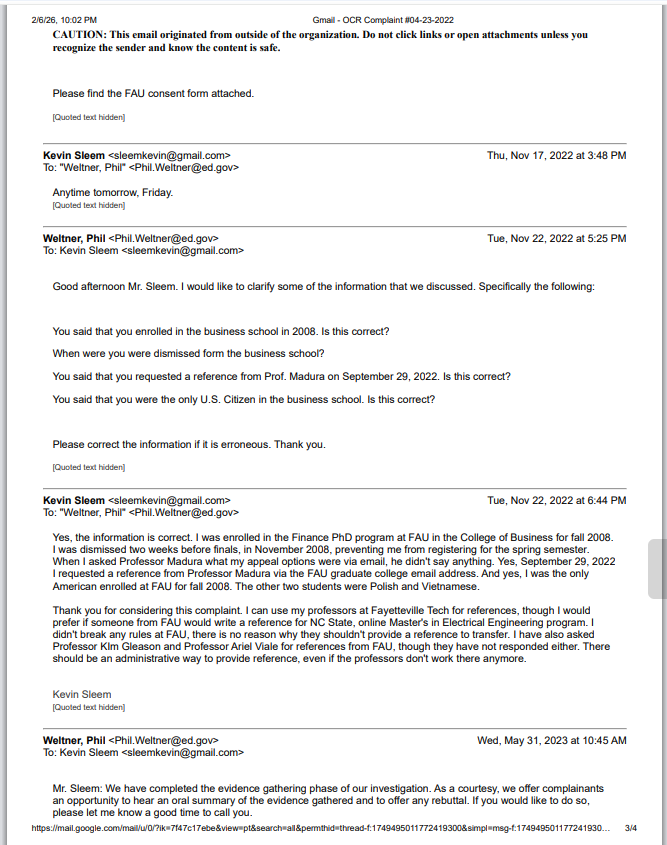 2/6/26, 10:02 PM Gmail - OCR Complaint #04-23-2022
CAUTION: This email originated from outside of the organization. Do not click links or open attachments unless you
recognize the sender and know the content is safe.
Please find the FAU consent form attached.
[Quoted text hidden]
Kevin Sleem <sleemkevin@gmail.com> Thu, Nov 17, 2022 at 3:48 PM
To: "Weltner, Phil" <Phil.Weltner@ed.gov>
Anytime tomorrow, Friday.
[Quoted text hidden]
Weltner, Phil <Phil.Weltner@ed.gov> Tue, Nov 22, 2022 at 5:25 PM
To: Kevin Sleem <sleemkevin@gmail.com>
Good afternoon Mr. Sleem. I would like to clarify some of the information that we discussed. Specifically the following:
You said that you enrolled in the business school in 2008. Is this correct?
When were you were dismissed form the business school?
You said that you requested a reference from Prof. Madura on September 29, 2022. Is this correct?
You said that you were the only U.S. Citizen in the business school. Is this correct?
Please correct the information if it is erroneous. Thank you.
[Quoted text hidden]
Kevin Sleem <sleemkevin@gmail.com> Tue, Nov 22, 2022 at 6:44 PM
To: "Weltner, Phil" <Phil.Weltner@ed.gov>
Yes, the information is correct. I was enrolled in the Finance PhD program at FAU in the College of Business for fall 2008.
I was dismissed two weeks before finals, in November 2008, preventing me from registering for the spring semester.
When I asked Professor Madura what my appeal options were via email, he didn't say anything. Yes, September 29, 2022
I requested a reference from Professor Madura via the FAU graduate college email address. And yes, I was the only
American enrolled at FAU for fall 2008. The other two students were Polish and Vietnamese.
Thank you for considering this complaint. I can use my professors at Fayetteville Tech for references, though I would
prefer if someone from FAU would write a reference for NC State, online Master's in Electrical Engineering program. I
didn't break any rules at FAU, there is no reason why they shouldn't provide a reference to transfer. I have also asked
Professor KIm Gleason and Professor Ariel Viale for references from FAU, though they have not responded either. There
should be an administrative way to provide reference, even if the professors don't work there anymore.
Kevin Sleem
[Quoted text hidden]
Weltner, Phil <Phil.Weltner@ed.gov> Wed, May 31, 2023 at 10:45 AM
To: Kevin Sleem <sleemkevin@gmail.com>
Mr. Sleem: We have completed the evidence gathering phase of our investigation. As a courtesy, we offer complainants
an opportunity to hear an oral summary of the evidence gathered and to offer any rebuttal. If you would like to do so,
please let me know a good time to call you.
https://mail.google.com/mail/u/0/?ik=7f47c17ebe&view=pt&search=all&permthid=thread-f:1749495011772419300&simpl=msg-f:174949501177241930... 3/4